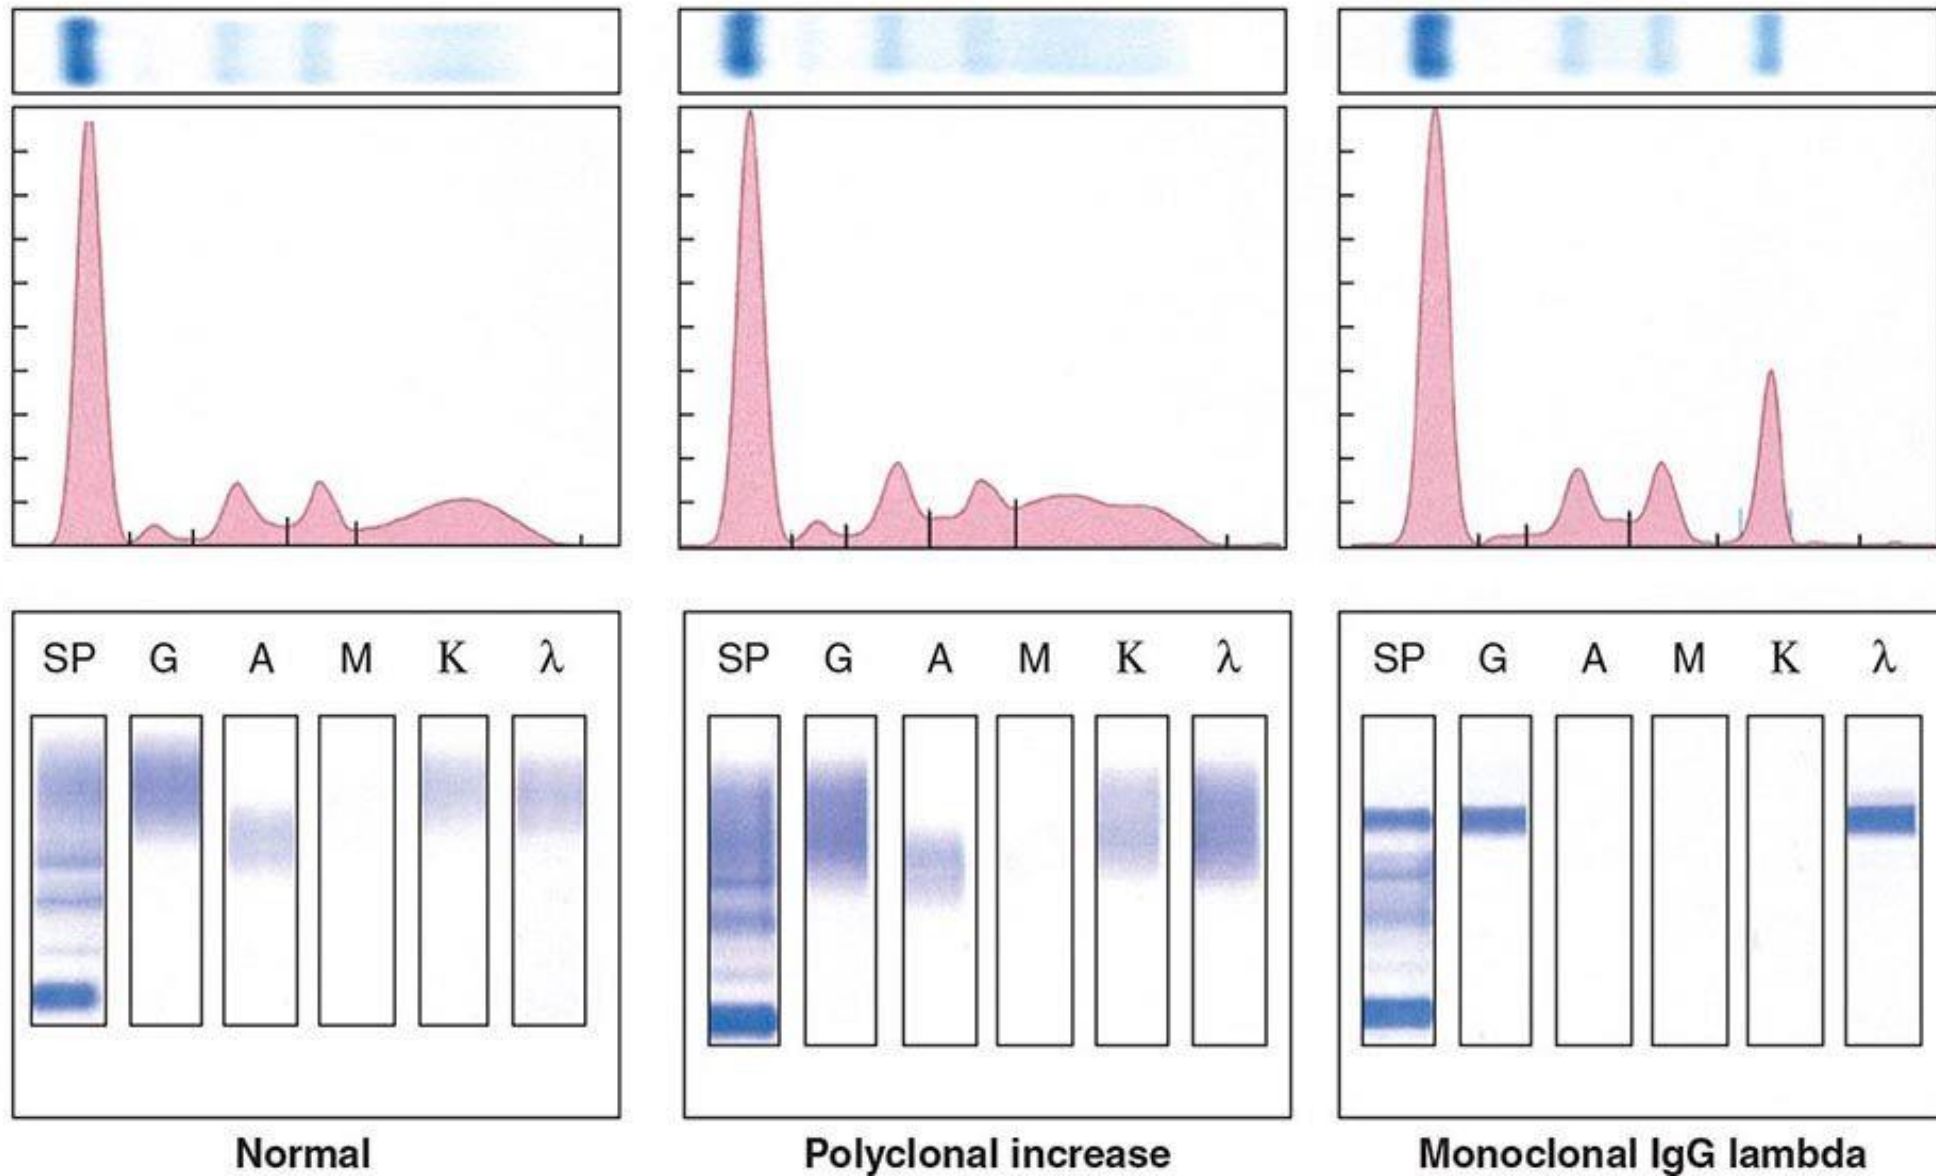 SP G A M K λ
SP G A M K λ
SP G A M K λ
Normal
Polyclonal increase
Monoclonal IgG lambda